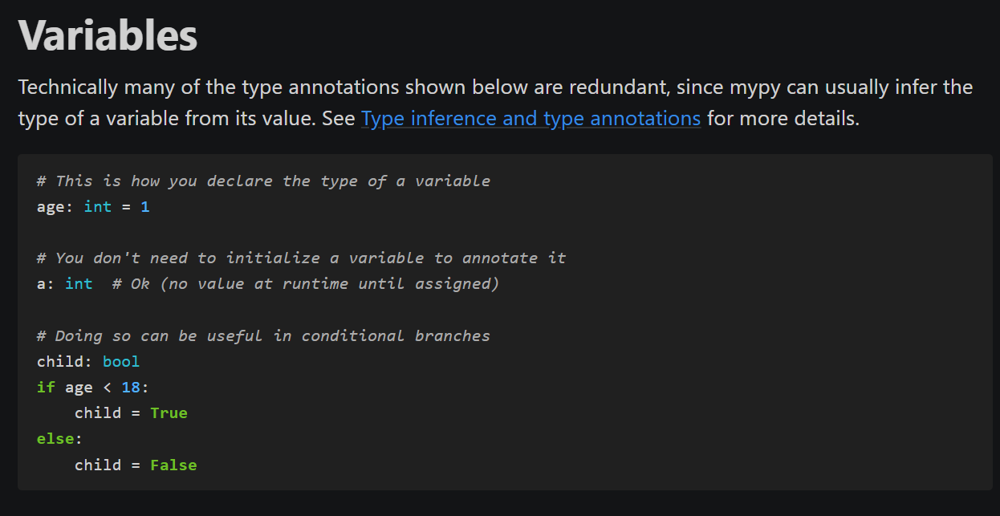 Variables
Technically many of the type annotations shown below are redundant, since mypy can usually infer the
type of a variable from its value. See Type inference and type annotations for more details.
# This is how you declare the type of a variable
age: int = 1
# You don't need to initialize a variable to annotate it
a: int  # Ok (no value at runtime until assigned)
# Doing so can be useful in conditional branches
child: bool
if age < 18:
    child = True
else:
    child = False